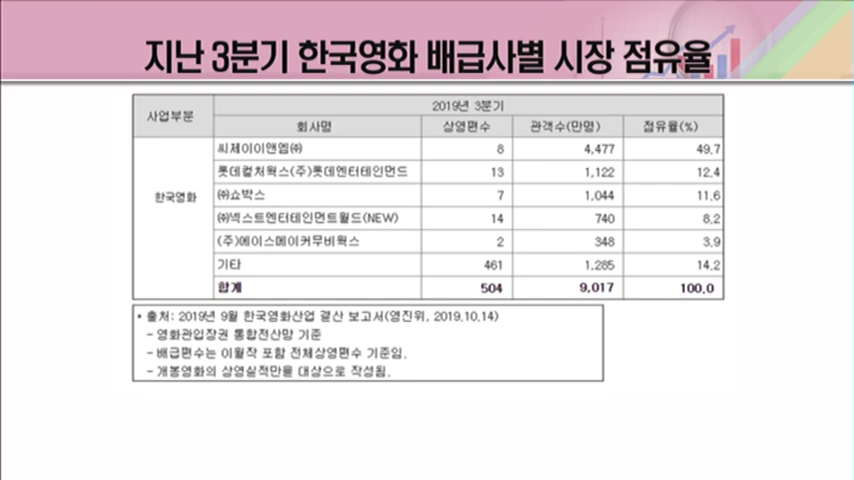 지난 3분기 한국영화 배급사별 시장 점유율
사업부분 2019년 3분기
회사명 상영편수 관객수(만명) 점유율(%)
한국영화
씨제이이앤엠㈜ 8 4,477 49.7
롯데컬처웍스(주)롯데엔터테인먼드 13 1,122 12.4
㈜쇼박스 7 1,044 11.6
㈜넥스트엔터테인먼트월드(NEW) 14 740 8.2
(주)에이스메이커무비웍스 2 348 3.9
기타 461 1,285 14.2
합계 504 9,017 100.0
• 출처: 2019년 9월 한국영화산업 결산 보고서(영진위, 2019.10.14)
- 영화관입장권 통합전산망 기준
- 배급편수는 이월작 포함 전체상영편수 기준임.
- 개봉영화의 상영실적만을 대상으로 작성됨.